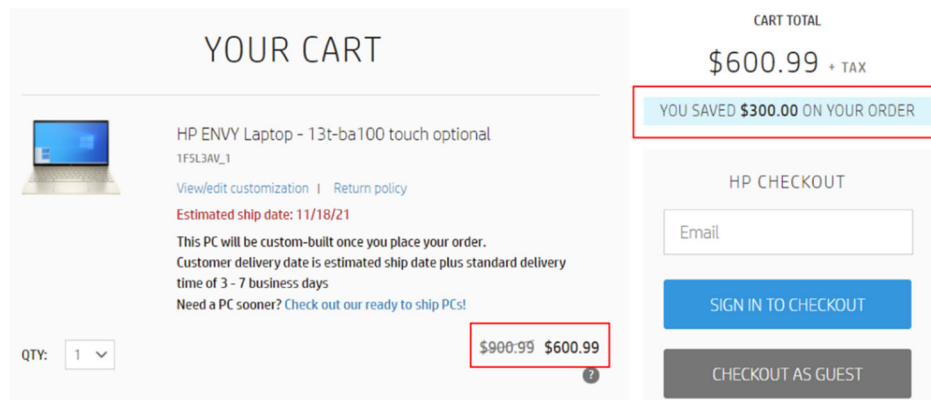 YOUR CART
HP ENVY Laptop - 13t-ba100 touch optional
1F5L3AV_1
View/edit customization | Return policy
Estimated ship date: 11/18/21
This PC will be custom-built once you place your order.
Customer delivery date is estimated ship date plus standard delivery
time of 3 - 7 business days
Need a PC sooner? Check out our ready to ship PCs!
QTY: 1
$900.99 $600.99
?
CART TOTAL
$600.99 + TAX
YOU SAVED $300.00 ON YOUR ORDER
HP CHECKOUT
Email
SIGN IN TO CHECKOUT
CHECKOUT AS GUEST